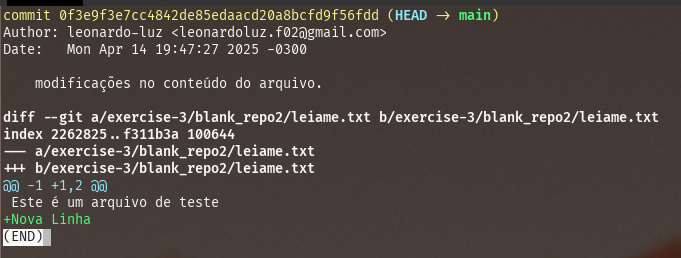 commit 0f3e9f3e7cc4842de85edaacd20a8bcfd9f56fdd (HEAD -> main)
Author: leonardo-luz <leonardoluz.f02@gmail.com>
Date:   Mon Apr 14 19:47:27 2025 -0300
    modificações no conteúdo do arquivo.
diff --git a/exercise-3/blank_repo2/leiame.txt b/exercise-3/blank_repo2/leiame.txt
index 2262825..f311b3a 100644
--- a/exercise-3/blank_repo2/leiame.txt
+++ b/exercise-3/blank_repo2/leiame.txt
@@ -1 +1,2 @@
 Este é um arquivo de teste
+Nova Linha
(END)